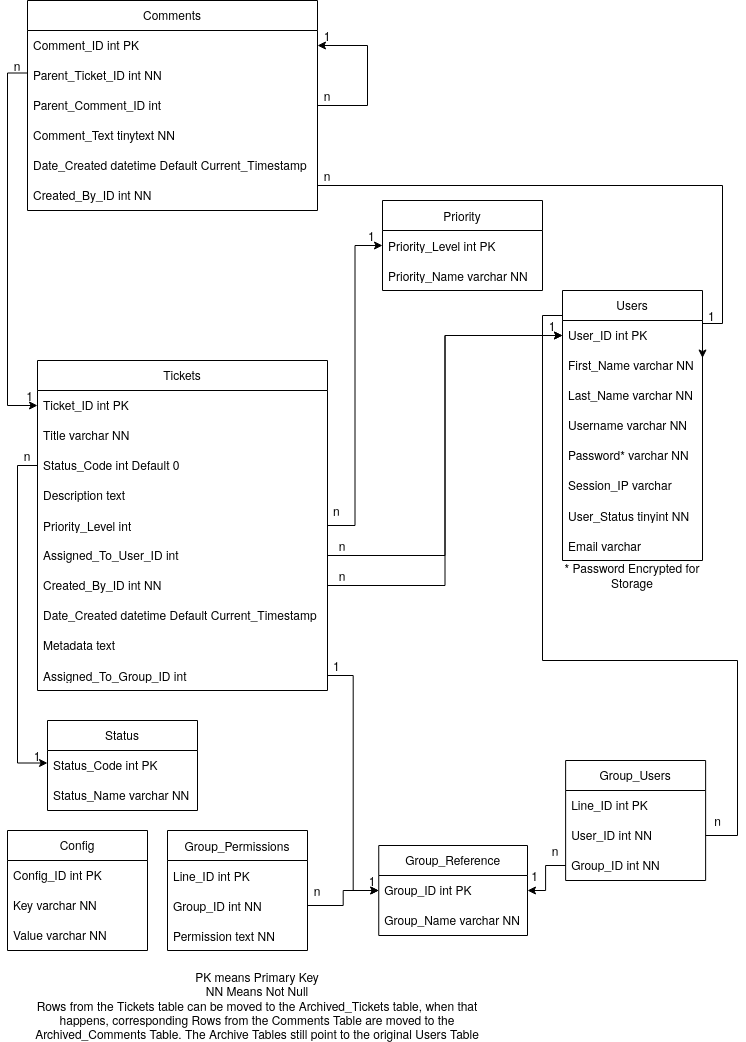 Comments
1
Comment_ID int PK
n
Parent_Ticket_ID int NN
Parent_Comment_ID int
n
Comment_Text tinytext NN
Date_Created datetime Default Current_Timestamp
n
Created_By_ID int NN
Priority
1
Priority_Level int PK
Priority_Name varchar NN
Users
1
1
User_ID int PK
First_Name varchar NN
Last_Name varchar NN
Username varchar NN
Password* varchar NN
Session_IP varchar
User_Status tinyint NN
Email varchar
* Password Encrypted for
Storage
Tickets
1
Ticket_ID int PK
Title varchar NN
n
Status_Code int Default 0
Description text
n
Priority_Level int
n
Assigned_To_User_ID int
n
Created_By_ID int NN
Date_Created datetime Default Current_Timestamp
Metadata text
1
Assigned_To_Group_ID int
Status
1
Status_Code int PK
Status_Name varchar NN
Group_Users
Line_ID int PK
n
User_ID int NN
n
Group_ID int NN
Config
Config_ID int PK
Key varchar NN
Value varchar NN
Group_Permissions
Line_ID int PK
n
Group_ID int NN
Permission text NN
Group_Reference
1
1
Group_ID int PK
Group_Name varchar NN
PK means Primary Key
NN Means Not Null
Rows from the Tickets table can be moved to the Archived_Tickets table, when that
happens, corresponding Rows from the Comments Table are moved to the
Archived_Comments Table. The Archive Tables still point to the original Users Table